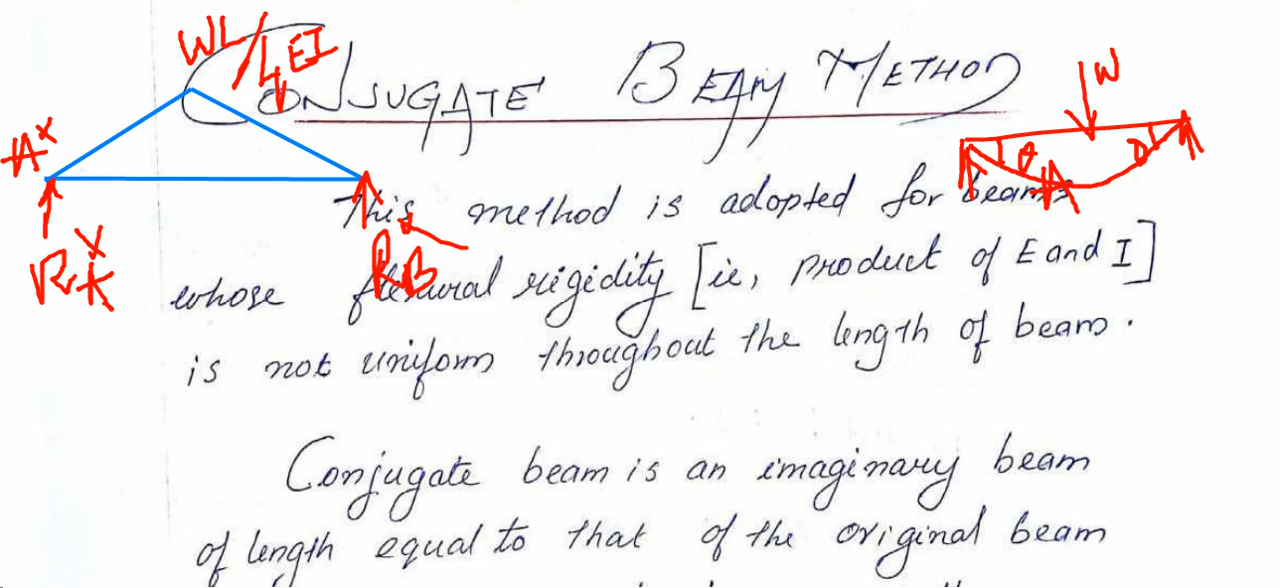 CONJUGATE BEAM METHOD
WL/4EI
W
A*
θ
This method is adopted for beams
R*A
RB
whose flexural rigidity [ie, product of E and I]
is not uniform throughout the length of beam.
Conjugate beam is an imaginary beam
of length equal to that of the original beam